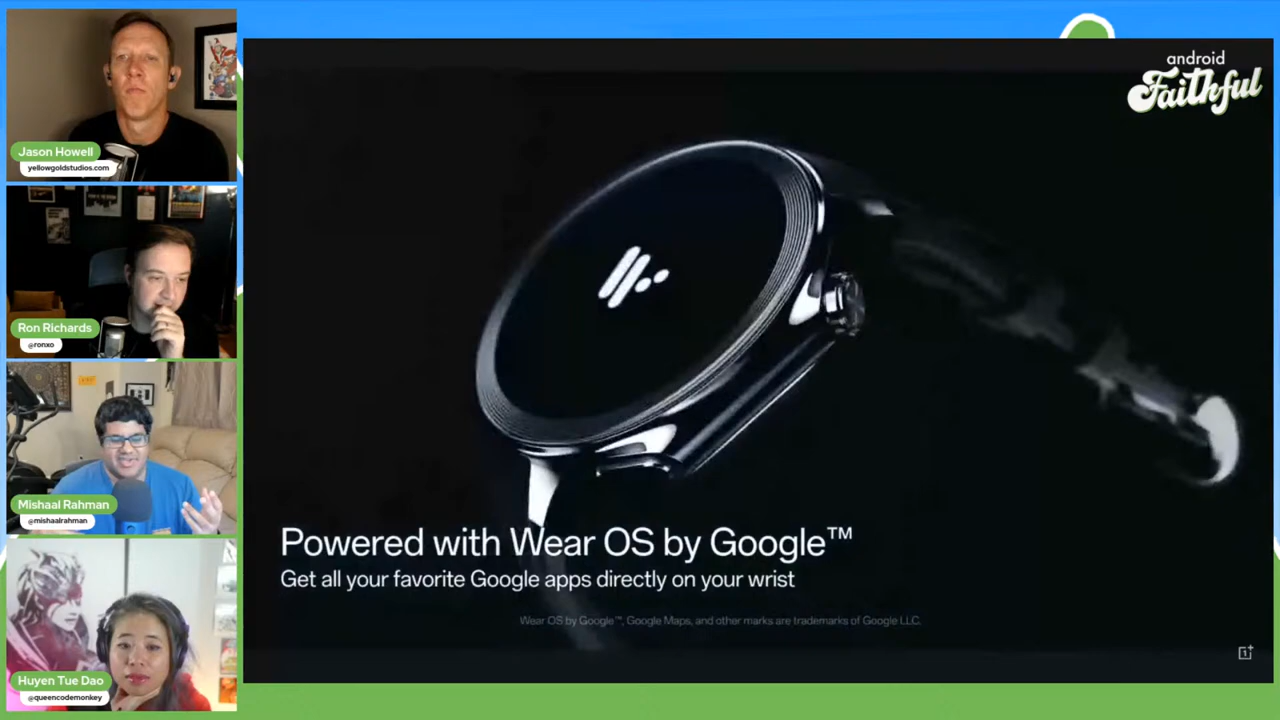 Jason Howell
yellowgoldstudios.com
Ron Richards
@ronxo
Mishaal Rahman
@mishaalrahman
Huyen Tue Dao
@queencodemonkey
android
Faithful
Powered with Wear OS by Google™
Get all your favorite Google apps directly on your wrist
Wear OS by Google™, Google Maps, and other marks are trademarks of Google LLC.
1+